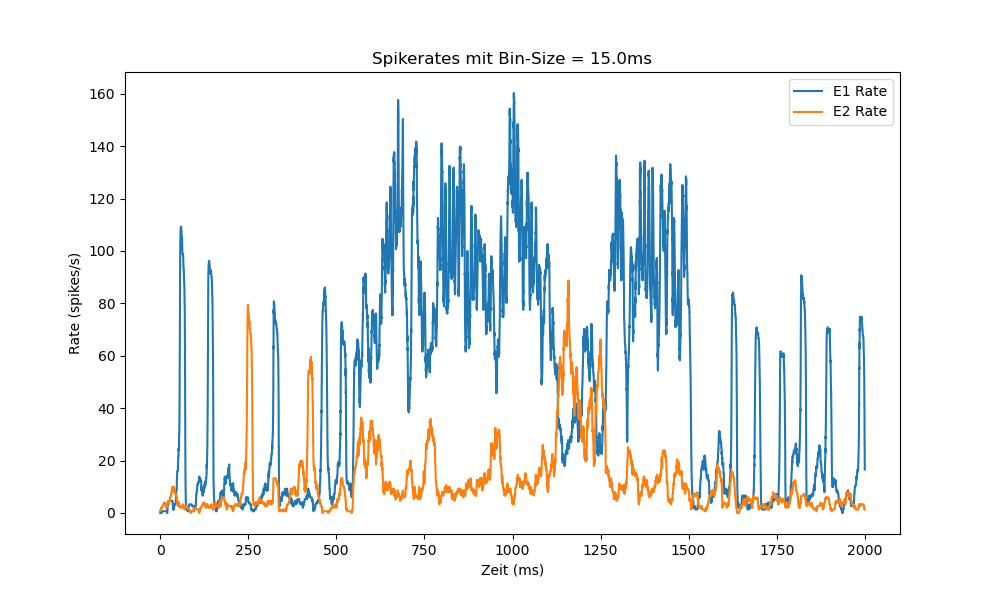 Spikerates mit Bin-Size = 15.0ms
E1 Rate
E2 Rate
Rate (spikes/s)
160
140
120
100
80
60
40
20
0
0 250 500 750 1000 1250 1500 1750 2000
Zeit (ms)